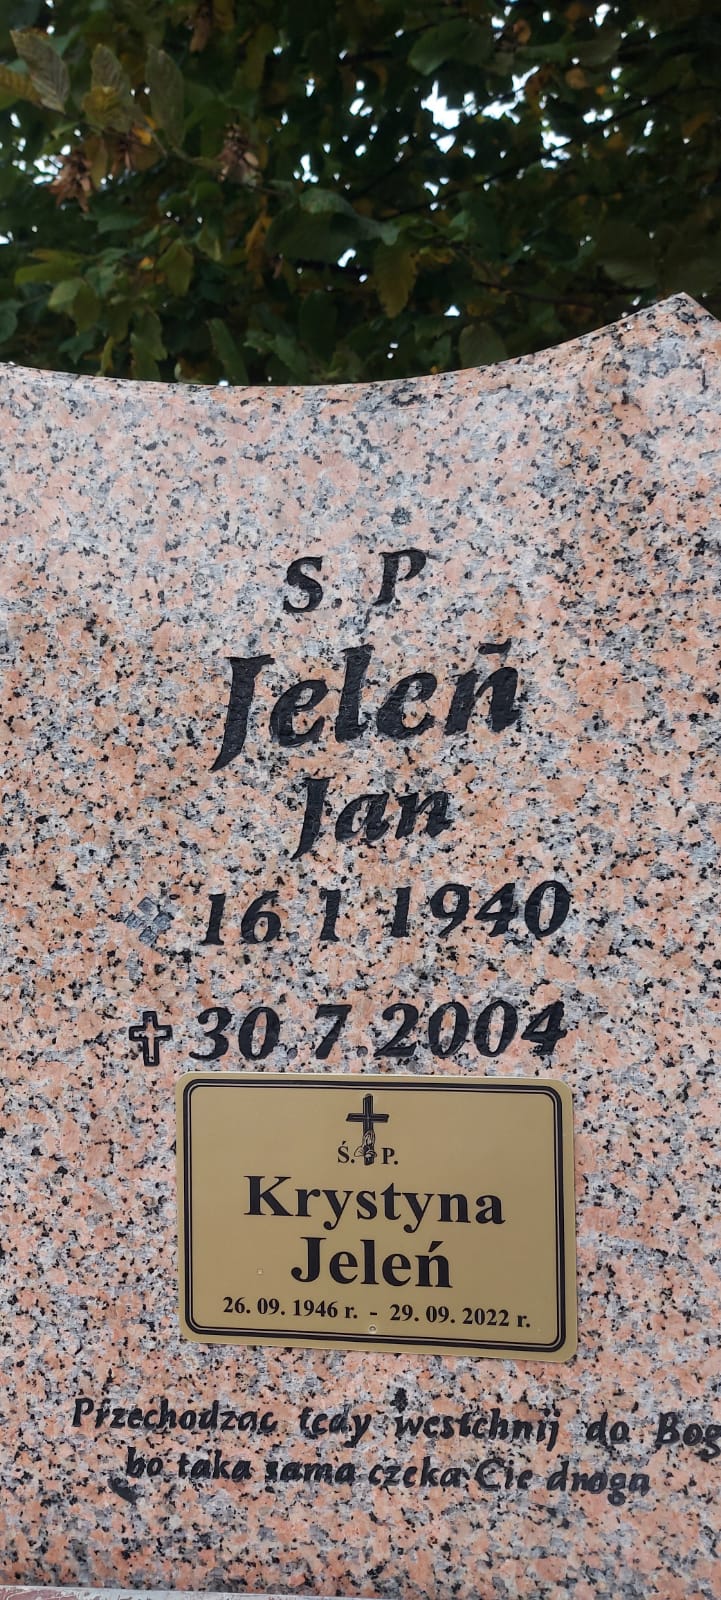 S. P
Jeleń
Jan
16 1 1940
30.7.2004
Ś. P.
Krystyna
Jeleń
26. 09. 1946 r. - 29. 09. 2022 r.
Przechodząc tędy westchnij do Bog
bo taka sama czeka Cię droga